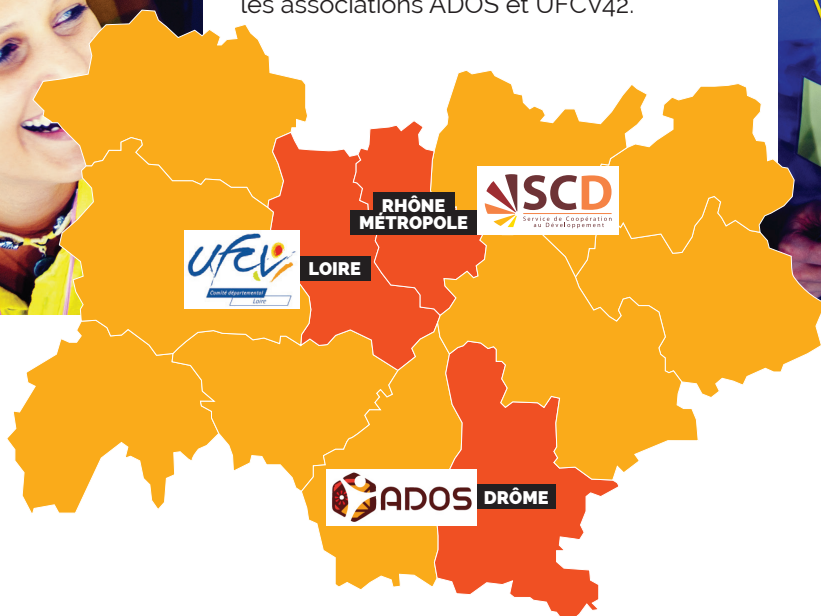 les associations ADOS et UFCV42.
RHÔNE
MÉTROPOLE
SCD
Service de Coopération
au Développement
ufcv
Comité départemental
Loire
LOIRE
ADOS
DRÔME